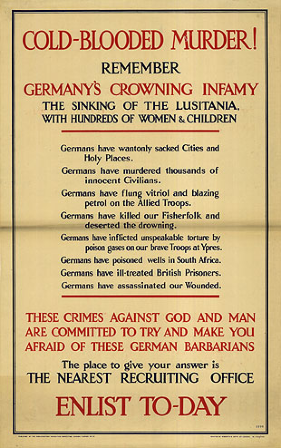 COLD-BLOODED MURDER!
REMEMBER
GERMANY'S CROWNING INFAMY
THE SINKING OF THE LUSITANIA,
WITH HUNDREDS OF WOMEN & CHILDREN
Germans have wantonly sacked Cities and
Holy Places.
Germans have murdered thousands of
innocent Civilians.
Germans have flung vitriol and blazing
petrol on the Allied Troops.
Germans have killed our Fisherfolk and
deserted the drowning.
Germans have inflicted unspeakable torture by
poison gases on our brave Troops at Ypres.
Germans have poisoned wells in South Africa.
Germans have ill-treated British Prisoners.
Germans have assassinated our Wounded.
THESE CRIMES AGAINST GOD AND MAN
ARE COMMITTED TO TRY AND MAKE YOU
AFRAID OF THESE GERMAN BARBARIANS
The place to give your answer is
THE NEAREST RECRUITING OFFICE
ENLIST TO-DAY